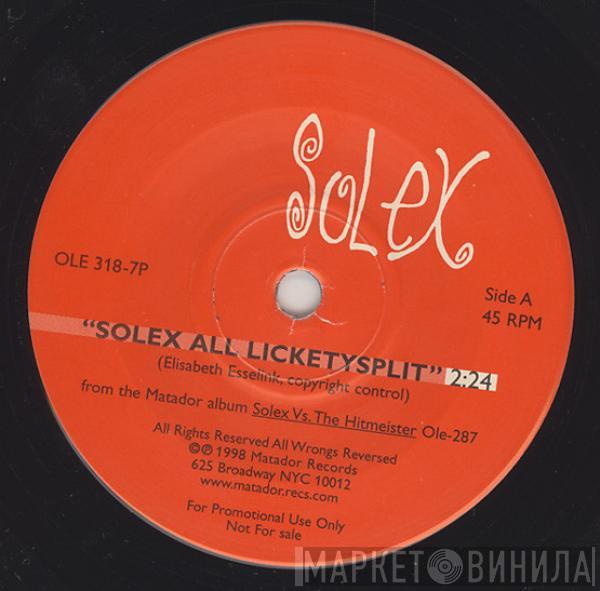 Solex
OLE 318-7P
Side A
45 RPM
"SOLEX ALL LICKETYSPLIT" 2:24
(Elisabeth Esselink, copyright control)
from the Matador album Solex Vs. The Hitmeister Ole-287
All Rights Reserved All Wrongs Reversed
©℗ 1998 Matador Records
625 Broadway NYC 10012
www.matador.recs.com
For Promotional Use Only
Not For sale
МАРКЕТ ВИНИЛА